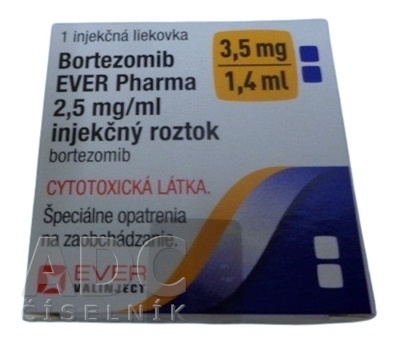 1 injekčná liekovka
Bortezomib
EVER Pharma
2,5 mg/ml
injekčný roztok
bortezomib
3,5 mg
1,4 ml
CYTOTOXICKÁ LÁTKA.
Špeciálne opatrenia
na zaobchádzanie.
EVER
VALINJECT
ADC
ČÍSELNÍK